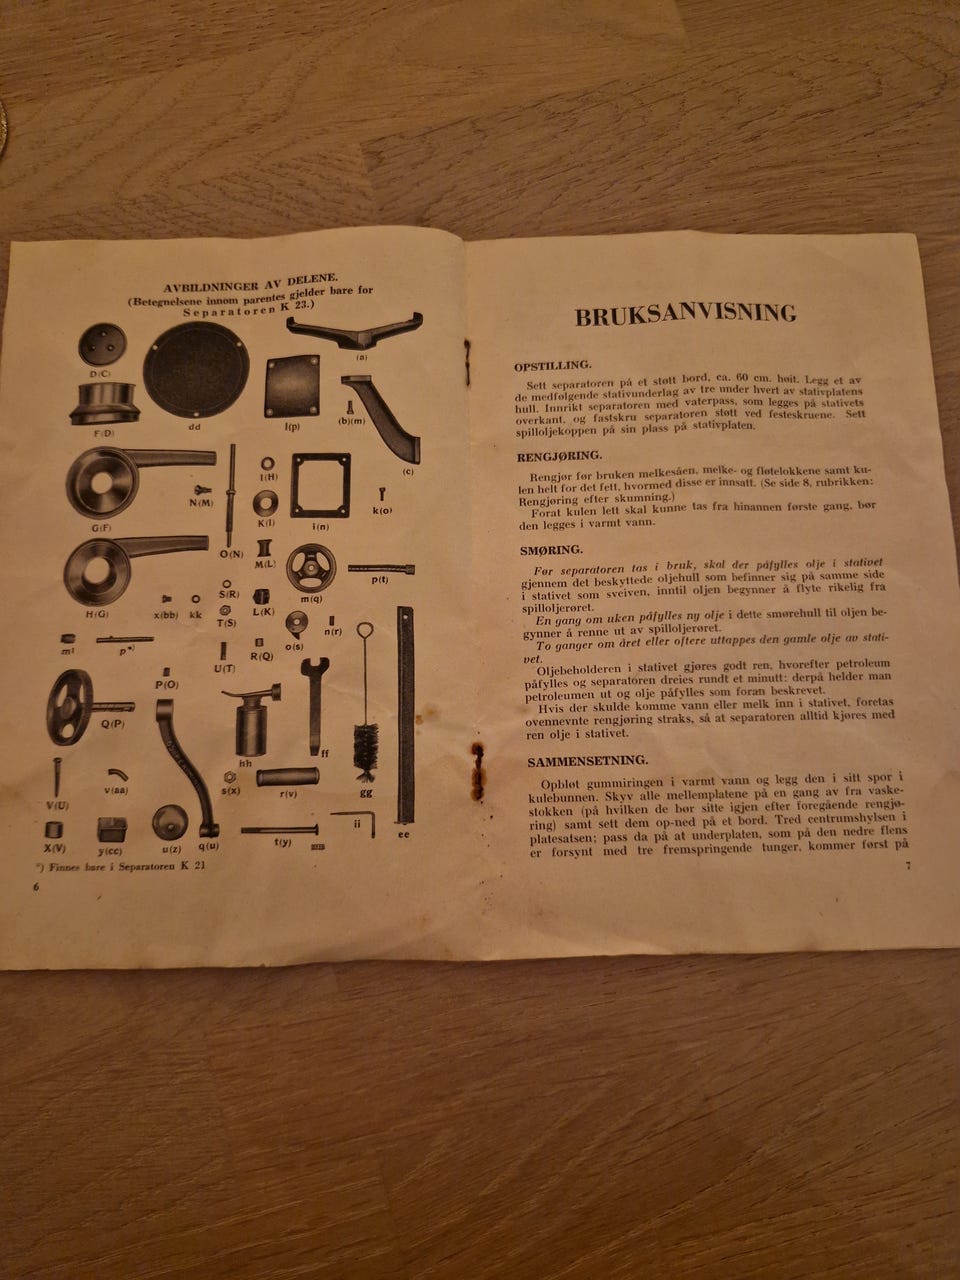 AVBILDNINGER AV DELENE.
(Betegnelsene innom parentes gjelder bare for
Separatoren K 23.)
D(C)
F(D)
dd
l(p)
(a)
(b)(m)
(c)
G(F)
N(M)
O(N)
I(H)
K(I)
i(n)
k(o)
M(L)
H(G)
x(bb)
kk
S(R)
T(S)
L(K)
m(q)
p(t)
n(r)
o(s)
R(Q)
U(T)
m¹
p*)
P(O)
Q(P)
hh
ff
gg
V(U)
v(aa)
s(x)
r(v)
X(V)
y(cc)
u(z)
q(u)
t(y)
ii
ee
*) Finnes bare i Separatoren K 21
6
BRUKSANVISNING
OPSTILLING.
Sett separatoren på et støtt bord, ca. 60 cm. høit. Legg et av
de medfølgende stativunderlag av tre under hvert av stativplatens
hull. Innrikt separatoren med vaterpass, som legges på stativets
overkant, og fastskru separatoren støtt ved festeskruene. Sett
spilloljekoppen på sin plass på stativplaten.
RENGJØRING.
Rengjør før bruken melkesåen, melke- og fløtelokkene samt ku-
len helt for det fett, hvormed disse er innsatt. (Se side 8, rubrikken:
Rengjøring efter skumning.)
Forat kulen lett skal kunne tas fra hinannen første gang, bør
den legges i varmt vann.
SMØRING.
Før separatoren tas i bruk, skal der påfylles olje i stativet
gjennem det beskyttede oljehull som befinner sig på samme side
i stativet som sveiven, inntil oljen begynner å flyte rikelig fra
spilloljerøret.
En gang om uken påfylles ny olje i dette smørehull til oljen be-
gynner å renne ut av spilloljerøret.
To ganger om året eller oftere uttappes den gamle olje av stati-
vet.
Oljebeholderen i stativet gjøres godt ren, hvorefter petroleum
påfylles og separatoren dreies rundt et minutt: derpå helder man
petroleumen ut og olje påfylles som foran beskrevet.
Hvis der skulde komme vann eller melk inn i stativet, foretas
ovennevnte rengjøring straks, så at separatoren alltid kjøres med
ren olje i stativet.
SAMMENSETNING.
Opbløt gummiringen i varmt vann og legg den i sitt spor i
kulebunnen. Skyv alle mellemplatene på en gang av fra vaske-
stokken (på hvilken de bør sitte igjen efter foregående rengjø-
ring) samt sett dem op-ned på et bord. Tred centrumshylsen i
platesatsen; pass da på at underplaten, som på den nedre flens
er forsynt med tre fremspringende tunger, kommer først på
7